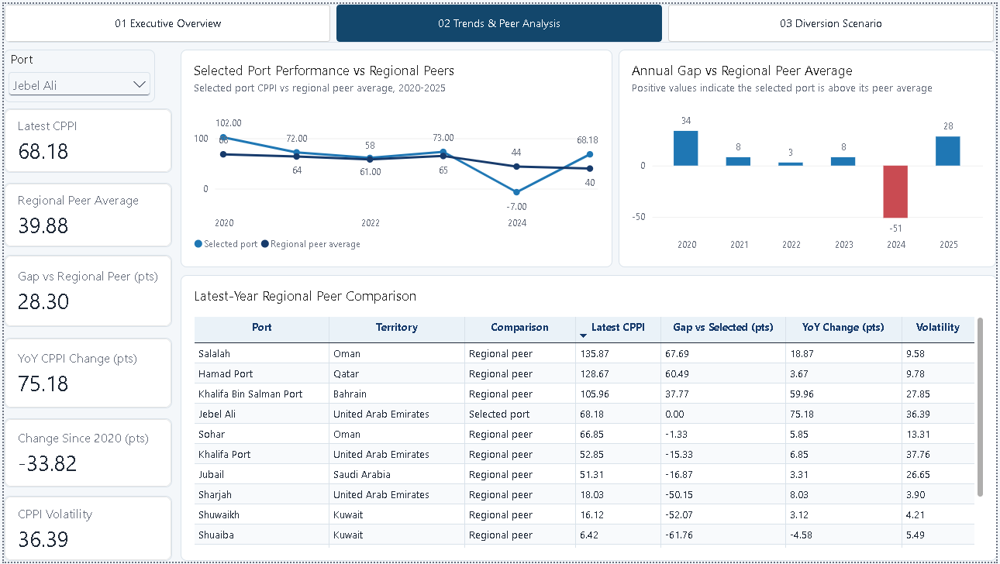 01 Executive Overview
02 Trends & Peer Analysis
03 Diversion Scenario
Port
Jebel Ali
Latest CPPI
68.18
Regional Peer Average
39.88
Gap vs Regional Peer (pts)
28.30
YoY CPPI Change (pts)
75.18
Change Since 2020 (pts)
-33.82
CPPI Volatility
36.39
Selected Port Performance vs Regional Peers
Selected port CPPI vs regional peer average, 2020-2025
102.00
100
68
72.00
64
58
61.00
73.00
65
44
-7.00
68.18
40
0
2020
2022
2024
Selected port
Regional peer average
Annual Gap vs Regional Peer Average
Positive values indicate the selected port is above its peer average
34
8
3
8
-51
28
0
-50
2020
2021
2022
2023
2024
2025
Latest-Year Regional Peer Comparison
Port Territory Comparison Latest CPPI Gap vs Selected (pts) YoY Change (pts) Volatility
Salalah Oman Regional peer 135.87 67.69 18.87 9.58
Hamad Port Qatar Regional peer 128.67 60.49 3.67 9.78
Khalifa Bin Salman Port Bahrain Regional peer 105.96 37.77 59.96 27.85
Jebel Ali United Arab Emirates Selected port 68.18 0.00 75.18 36.39
Sohar Oman Regional peer 66.85 -1.33 5.85 13.31
Khalifa Port United Arab Emirates Regional peer 52.85 -15.33 6.85 37.76
Jubail Saudi Arabia Regional peer 51.31 -16.87 3.31 26.65
Sharjah United Arab Emirates Regional peer 18.03 -50.15 8.03 3.90
Shuwaikh Kuwait Regional peer 16.12 -52.07 3.12 4.21
Shuaiba Kuwait Regional peer 6.42 -61.76 -4.58 5.49